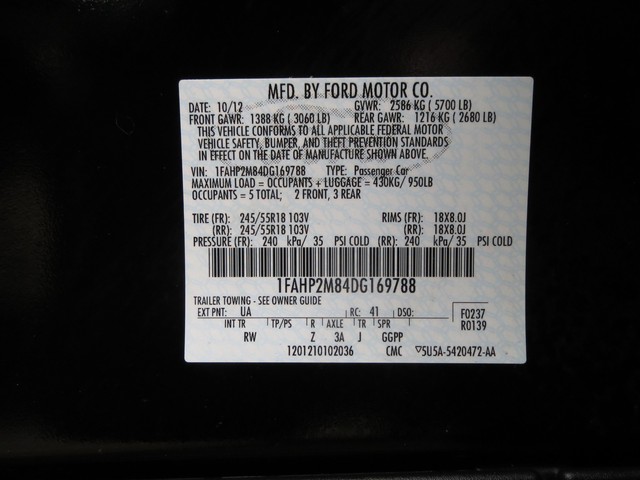 MFD. BY FORD MOTOR CO.
DATE: 10/12 GVWR: 2586 KG ( 5700 LB)
FRONT GAWR: 1388 KG ( 3060 LB) REAR GAWR: 1216 KG ( 2680 LB)
THIS VEHICLE CONFORMS TO ALL APPLICABLE FEDERAL MOTOR
VEHICLE SAFETY, BUMPER, AND THEFT PREVENTION STANDARDS
IN EFFECT ON THE DATE OF MANUFACTURE SHOWN ABOVE.
VIN: 1FAHP2M84DG169788 TYPE: Passenger Car
MAXIMUM LOAD = OCCUPANTS + LUGGAGE = 430KG/ 950LB
OCCUPANTS = 5 TOTAL; 2 FRONT, 3 REAR
TIRE (FR): 245/55R18 103V RIMS (FR): 18X8.0J
(RR): 245/55R18 103V (RR): 18X8.0J
PRESSURE (FR): 240 kPa/ 35 PSI COLD (RR): 240 kPa/ 35 PSI COLD
1FAHP2M84DG169788
TRAILER TOWING - SEE OWNER GUIDE
EXT PNT: UA RC: 41 DSO: F0237
INT TR TP/PS R AXLE TR SPR R0139
RW Z 3A J GGPP
1201210102036 CMC ▽5U5A-5420472-AA